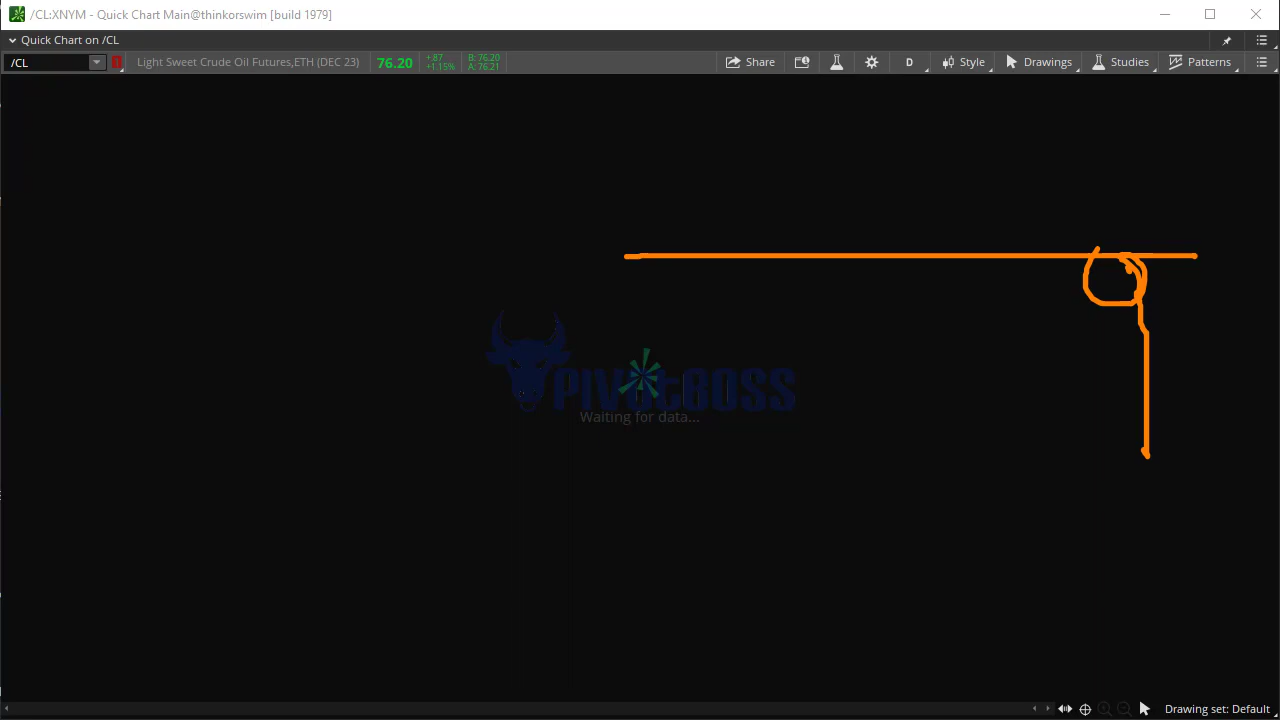 /CL:XNYM - Quick Chart Main@thinkorswim [build 1979]
Quick Chart on /CL
/CL Light Sweet Crude Oil Futures,ETH (DEC 23) 76.20 +.87 B: 76.20 Share D Style Drawings Studies Patterns
+1.15% A: 76.21
PivotBoss
Waiting for data...
Drawing set: Default